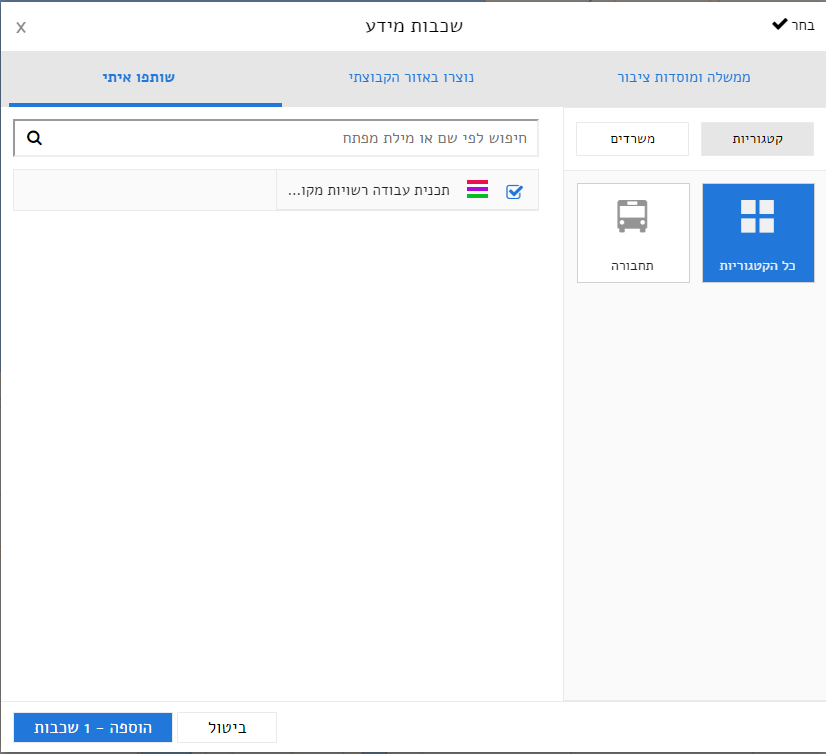 בחר
שכבות מידע
x
ממשלה ומוסדות ציבור
נוצרו באזור הקבוצתי
שותפו איתי
קטגוריות
משרדים
חיפוש לפי שם או מילת מפתח
תכנית עבודה רשויות מקו...
כל הקטגוריות
תחבורה
ביטול
הוספה - 1 שכבות